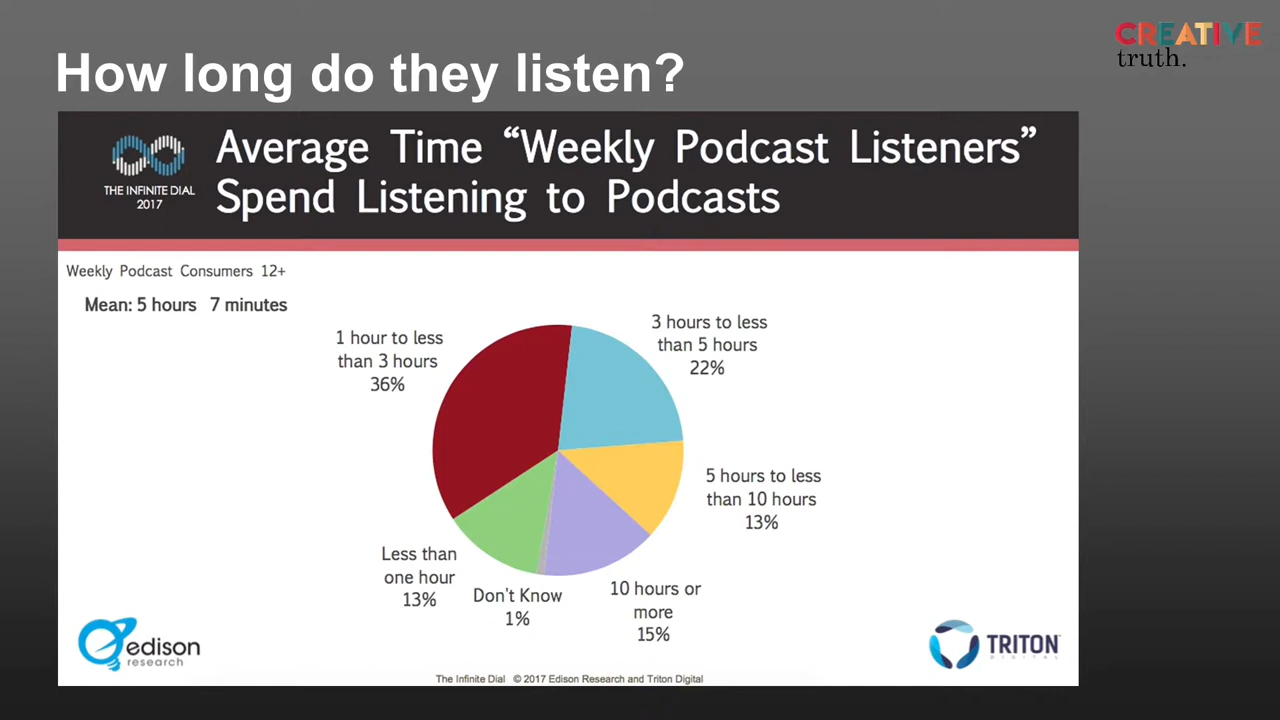 CREATIVE
truth.
How long do they listen?
THE INFINITE DIAL
2017
Average Time “Weekly Podcast Listeners”
Spend Listening to Podcasts
Weekly Podcast Consumers 12+
Mean: 5 hours 7 minutes
1 hour to less
than 3 hours
36%
3 hours to less
than 5 hours
22%
5 hours to less
than 10 hours
13%
10 hours or
more
15%
Don't Know
1%
Less than
one hour
13%
edison
research
TRITON
DIGITAL
The Infinite Dial © 2017 Edison Research and Triton Digital